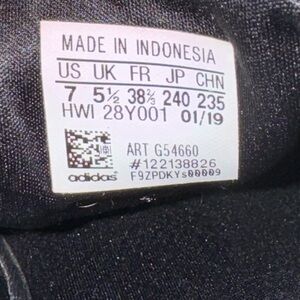 MADE IN INDONESIA
US UK FR JP CHN
7 5½ 38⅔ 240 235
HWI 28Y001 01/19
ART G54660
#122138826
adidas F9ZPDKYs00009